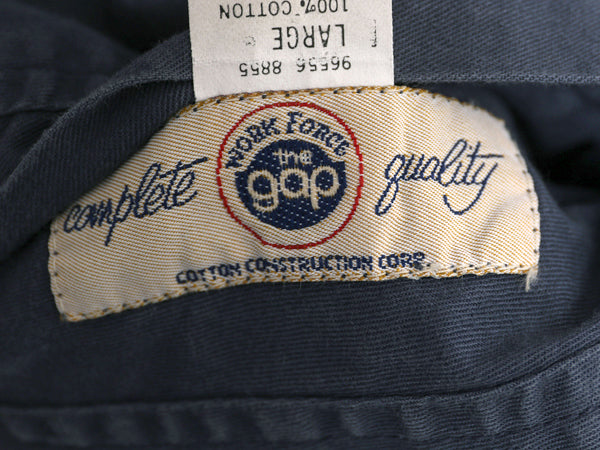 100% COTTON
LARGE
96556 8855
WORK FORCE
the
gap
complete quality
COTTON CONSTRUCTION CORP.